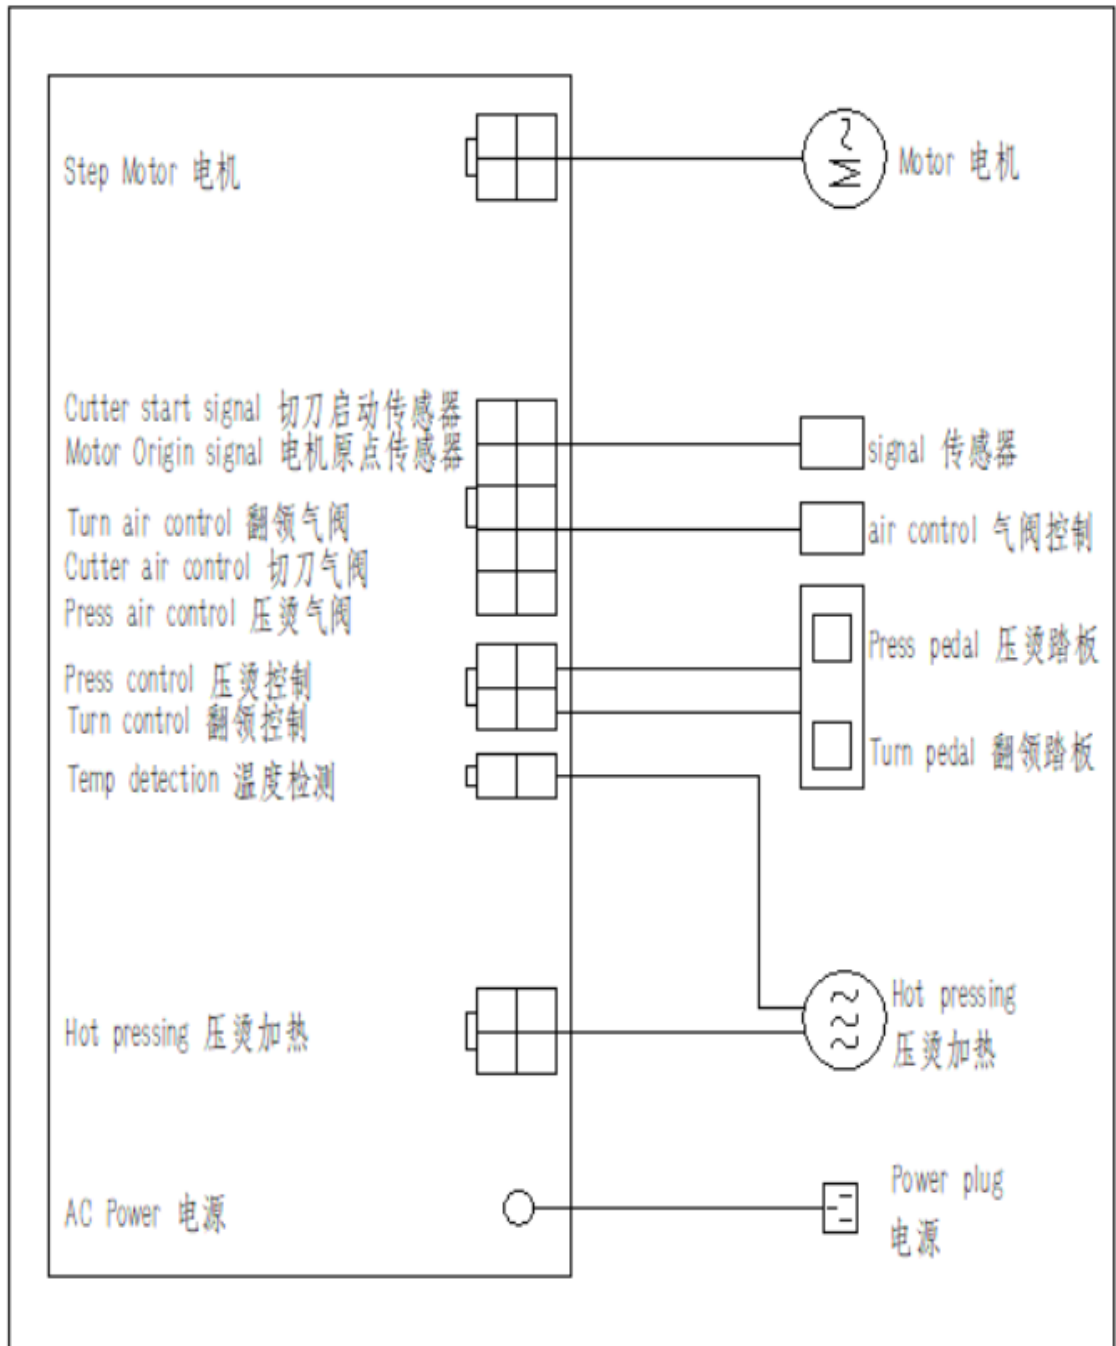 Step Motor 电机
Motor 电机
Cutter start signal 切刀启动传感器
Motor Origin signal 电机原点传感器
signal 传感器
Turn air control 翻领气阀
air control 气阀控制
Cutter air control 切刀气阀
Press air control 压烫气阀
Press pedal 压烫踏板
Press control 压烫控制
Turn control 翻领控制
Turn pedal 翻领踏板
Temp detection 温度检测
Hot pressing
压烫加热
Hot pressing 压烫加热
Power plug
电源
AC Power 电源
M